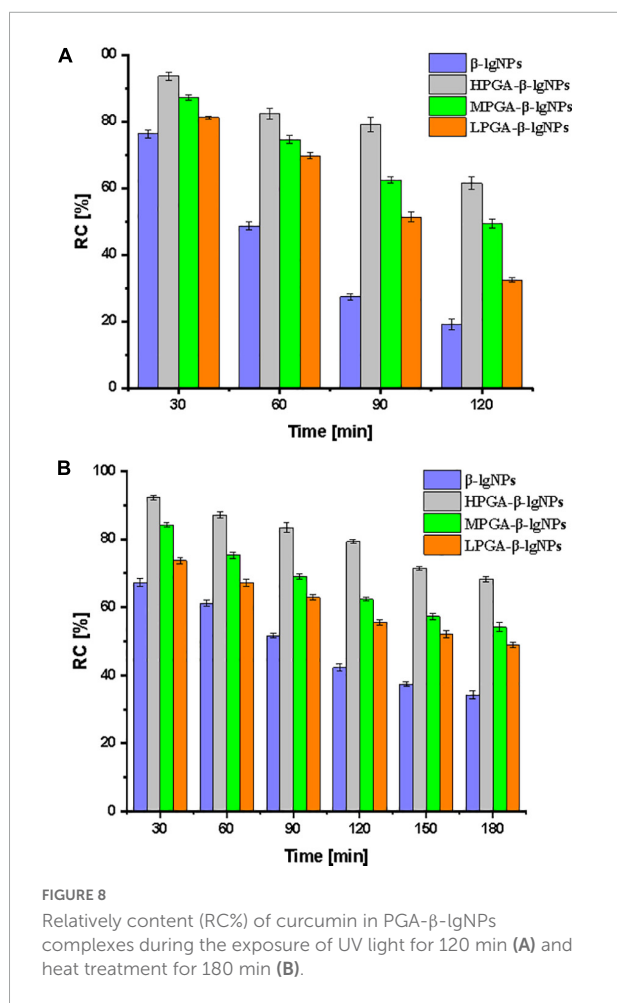 A
00
80
60
40
20
00
RC [%]
β-lgNPs
HPGA-β-lgNPs
MPGA-β-lgNPs
LPGA-β-lgNPs
30 60 90 120
Time [min]
B
100
80
60
40
20
0
RC [%]
β-lgNPs
HPGA-β-lgNPs
MPGA-β-lgNPs
LPGA-β-lgNPs
30 60 90 120 150 180
Time [min]
FIGURE 8
Relatively content (RC%) of curcumin in PGA-β-lgNPs
complexes during the exposure of UV light for 120 min (A) and
heat treatment for 180 min (B).